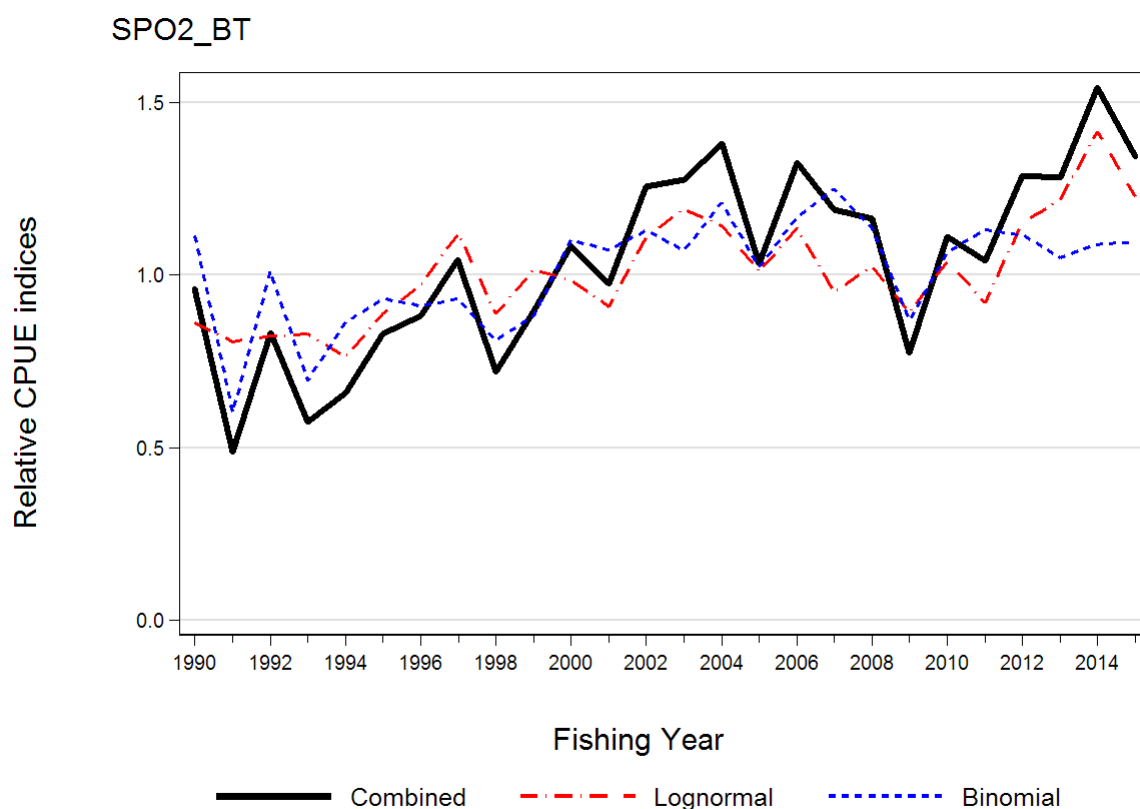 SPO2_BT
1.5
1.0
0.5
0.0
Relative CPUE indices
1990 1992 1994 1996 1998 2000 2002 2004 2006 2008 2010 2012 2014
Fishing Year
Combined Lognormal Binomial